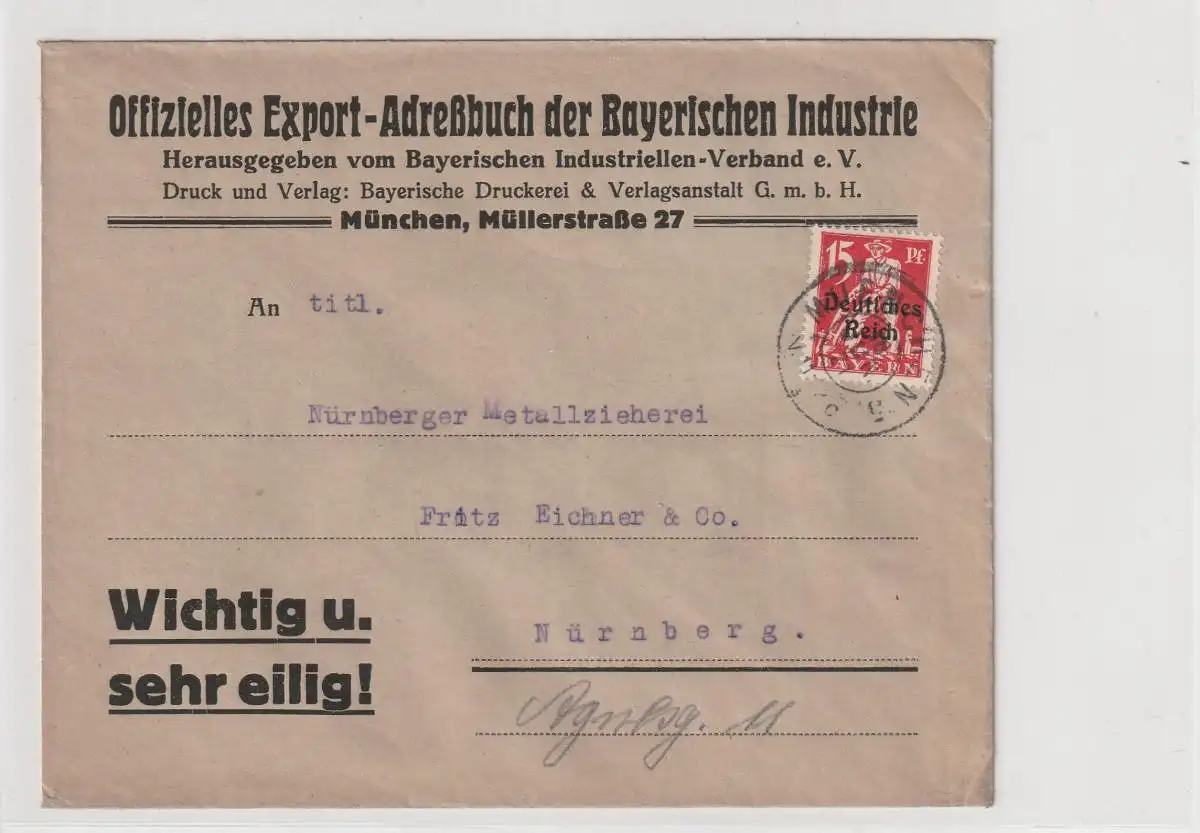 Offizielles Export-Adreßbuch der Bayerischen Industrie
Herausgegeben vom Bayerischen Industriellen-Verband e. V.
Druck und Verlag: Bayerische Druckerei & Verlagsanstalt G. m. b. H.
München, Müllerstraße 27
15 Pf.
Deutsches
Reich
BAYERN
An titl.
Nürnberger Metallzieherei
Fritz Eichner & Co.
Wichtig u.
sehr eilig!
Nürnberg.